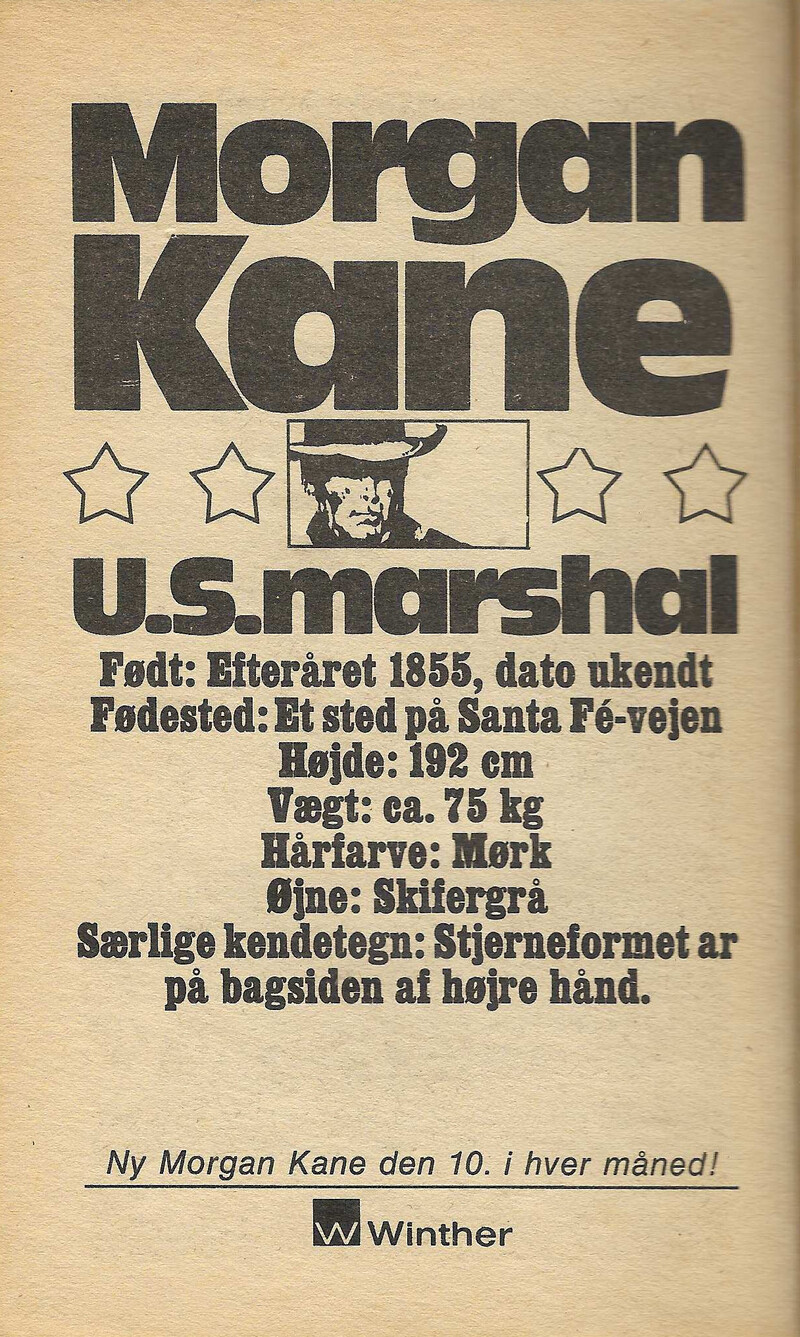 Morgan
Kane
U.S.marshal
Født: Efteråret 1855, dato ukendt
Fødested: Et sted på Santa Fé-vejen
Højde: 192 cm
Vægt: ca. 75 kg
Hårfarve: Mørk
Øjne: Skifergrå
Særlige kendetegn: Stjerneformet ar
på bagsiden af højre hånd.
Ny Morgan Kane den 10. i hver måned!
W Winther